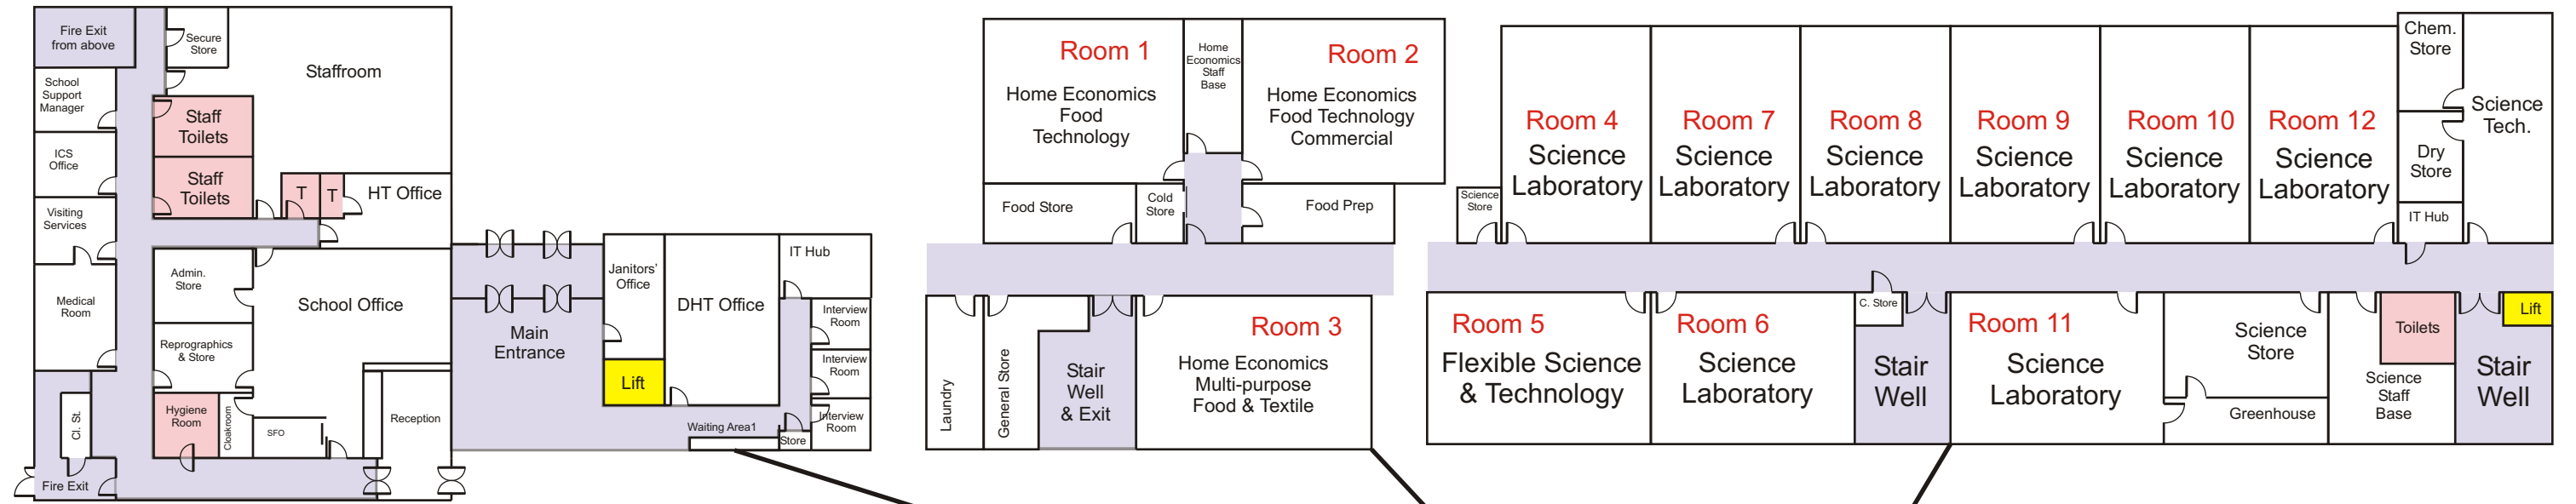 Fire Exit
from above
Secure
Store
Staffroom
School
Support
Manager
Staff
Toilets
ICS
Office
Staff
Toilets
T
T
HT Office
Visiting
Services
Admin.
Store
School Office
Medical
Room
Reprographics
& Store
Hygiene
Room
Cloakroom
SFO
Cl. St.
Reception
Fire Exit
Main
Entrance
Janitors'
Office
Lift
DHT Office
IT Hub
Interview
Room
Interview
Room
Interview
Room
Waiting Area1
Store
Room 1
Home Economics
Food
Technology
Home
Economics
Staff
Base
Room 2
Home Economics
Food Technology
Commercial
Food Store
Cold
Store
Food Prep
Laundry
General Store
Stair
Well
& Exit
Room 3
Home Economics
Multi-purpose
Food & Textile
Science
Store
Room 4
Science
Laboratory
Room 7
Science
Laboratory
Room 8
Science
Laboratory
Room 9
Science
Laboratory
Room 10
Science
Laboratory
Room 12
Science
Laboratory
Chem.
Store
Science
Tech.
Dry
Store
IT Hub
Room 5
Flexible Science
& Technology
Room 6
Science
Laboratory
C. Store
Stair
Well
Room 11
Science
Laboratory
Science
Store
Greenhouse
Toilets
Science
Staff
Base
Lift
Stair
Well